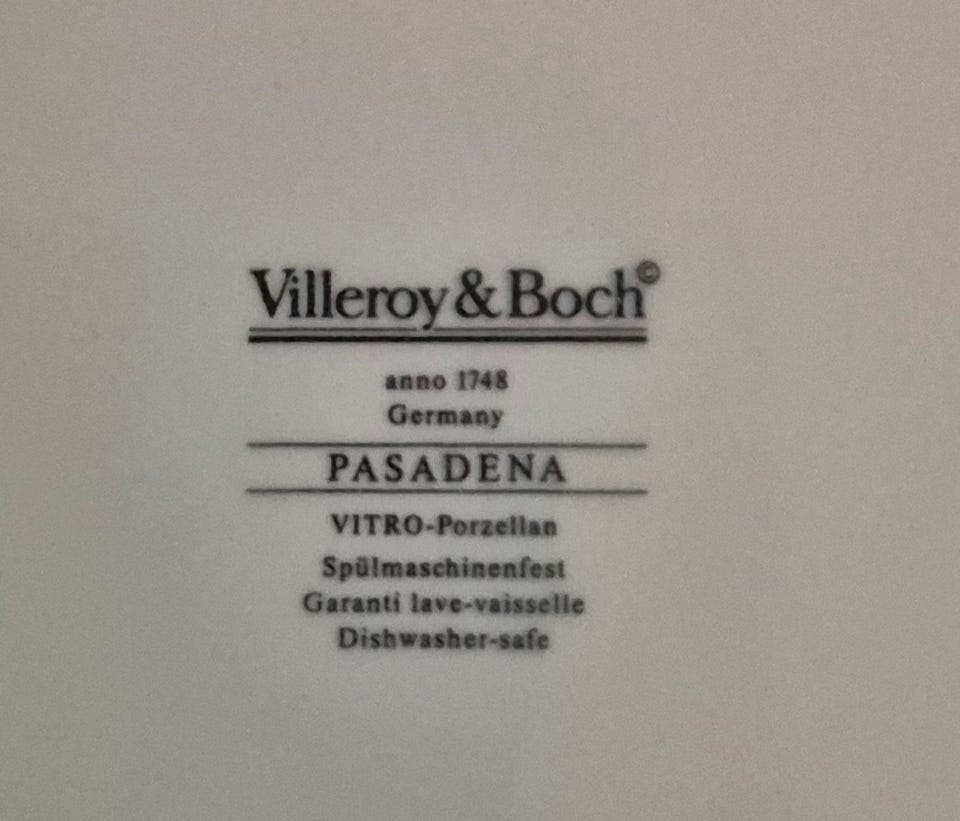 Villeroy & Boch©
anno 1748
Germany
PASADENA
VITRO-Porzellan
Spülmaschinenfest
Garanti lave-vaisselle
Dishwasher-safe